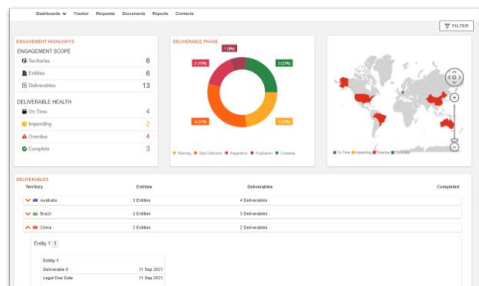 Dashboards Tracker Requests Documents Reports Contacts
FILTER
ENGAGEMENT HIGHLIGHTS
ENGAGEMENT SCOPE
Territories 6
Entities 6
Deliverables 13
DELIVERABLE HEALTH
On Time 4
Impending 2
Overdue 4
Complete 3
DELIVERABLE PHASE
Planning Data Collection Preparation Finalisation Complete
On Time Impending Overdue Complete
DELIVERABLES
Territory Entities Deliverables Completed
Australia 3 Entities 4 Deliverables
Brazil 3 Entities 3 Deliverables
China 2 Entities 2 Deliverables
Entity 1 1
Entity 1
Deliverable 6 11 Sep 2021
Legal Due Date 11 Sep 2021